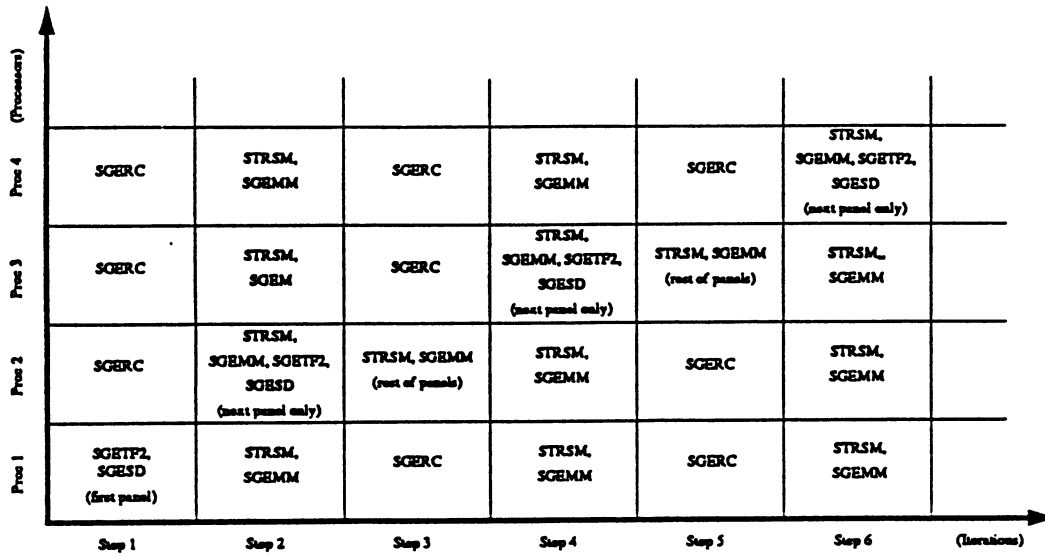 (Processors)
Proc 4
SGERC
STRSM,
SGEMM
SGERC
STRSM,
SGEMM
SGERC
STRSM,
SGEMM, SGETF2,
SGESD
(next panel only)
Proc 3
SGERC
STRSM,
SGEM
SGERC
STRSM,
SGEMM, SGETF2,
SGESD
(next panel only)
STRSM, SGEMM
(rest of panels)
STRSM,,
SGEMM
Proc 2
SGERC
STRSM,
SGEMM, SGETF2,
SGESD
(next panel only)
STRSM, SGEMM
(rest of panels)
STRSM,
SGEMM
SGERC
STRSM,
SGEMM
Proc 1
SGETF2,
SGESD
(first panel)
STRSM,
SGEMM
SGERC
STRSM,
SGEMM
SGERC
STRSM,
SGEMM
Step 1
Step 2
Step 3
Step 4
Step 5
Step 6
(Iterations)